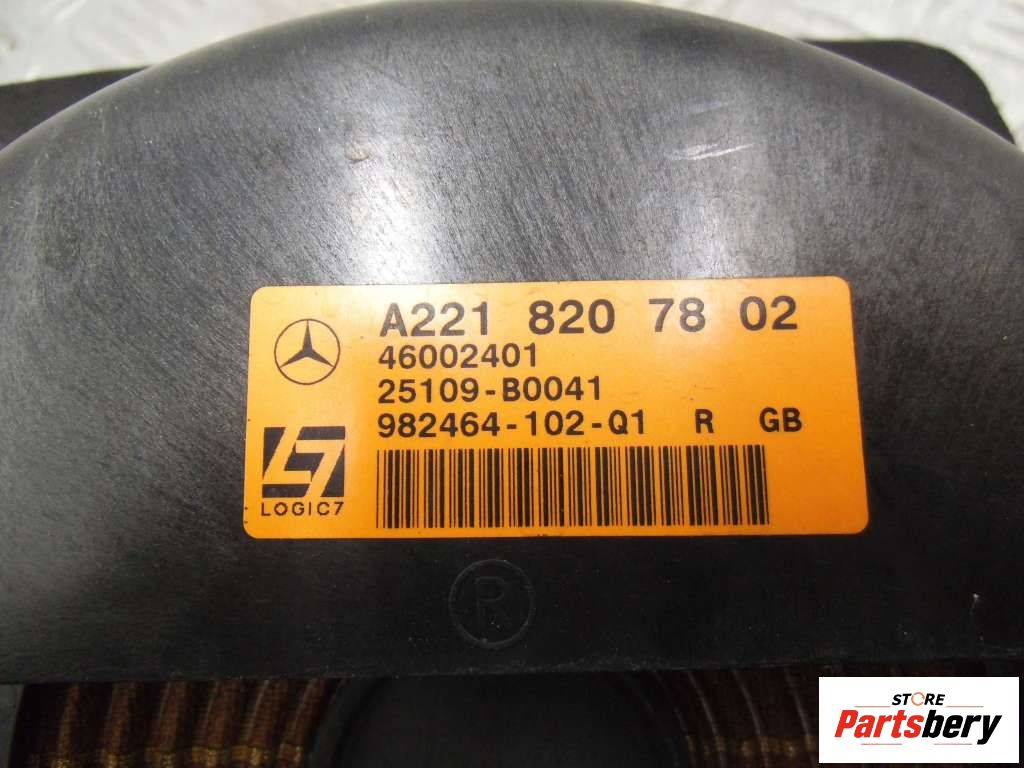 A221 820 78 02
46002401
25109-B0041
982464-102-Q1 R GB
LOGIC7
R
STORE
Partsbery